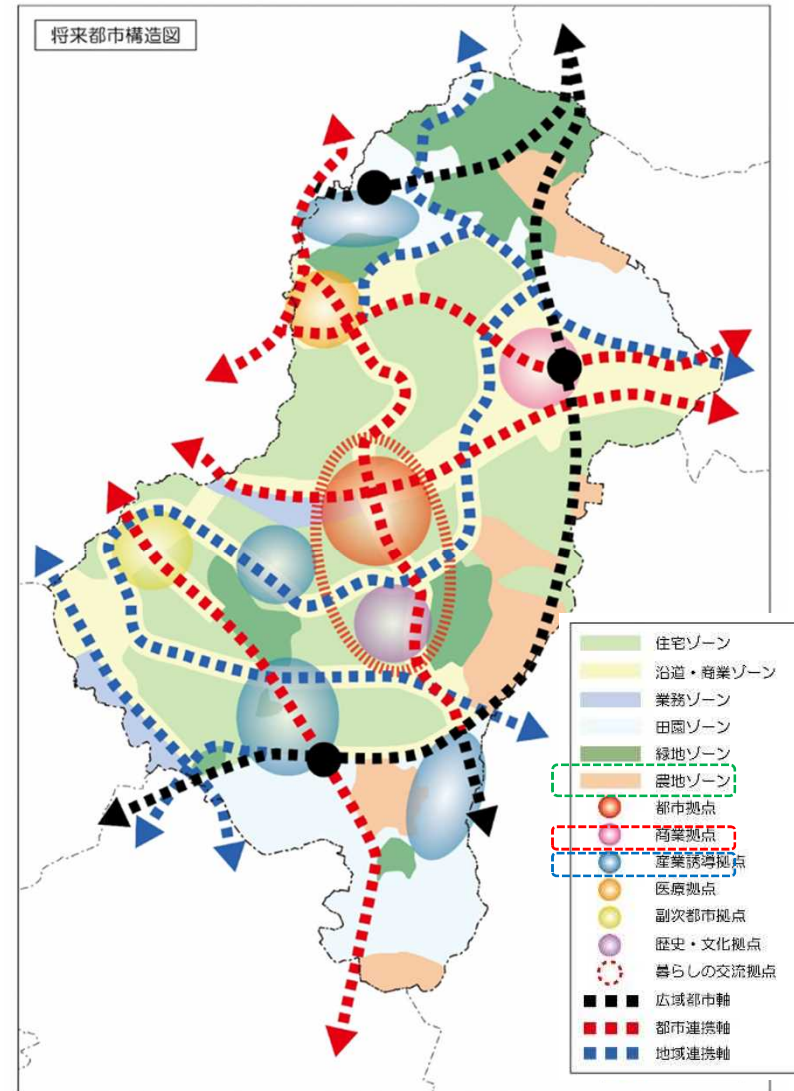 将来都市構造図
住宅ゾーン
沿道・商業ゾーン
業務ゾーン
田園ゾーン
緑地ゾーン
農地ゾーン
都市拠点
商業拠点
産業誘導拠点
医療拠点
副次都市拠点
歴史・文化拠点
暮らしの交流拠点
広域都市軸
都市連携軸
地域連携軸